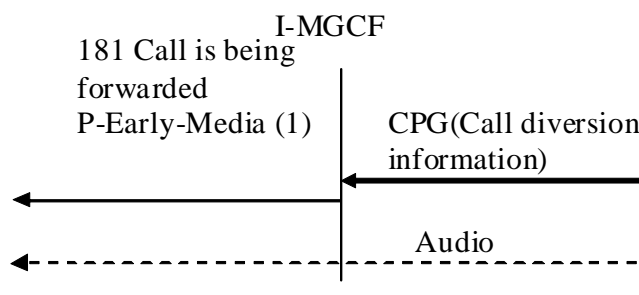 I-MGCF
181 Call is being
forwarded
P-Early-Media (1)
CPG(Call diversion
information)
Audio